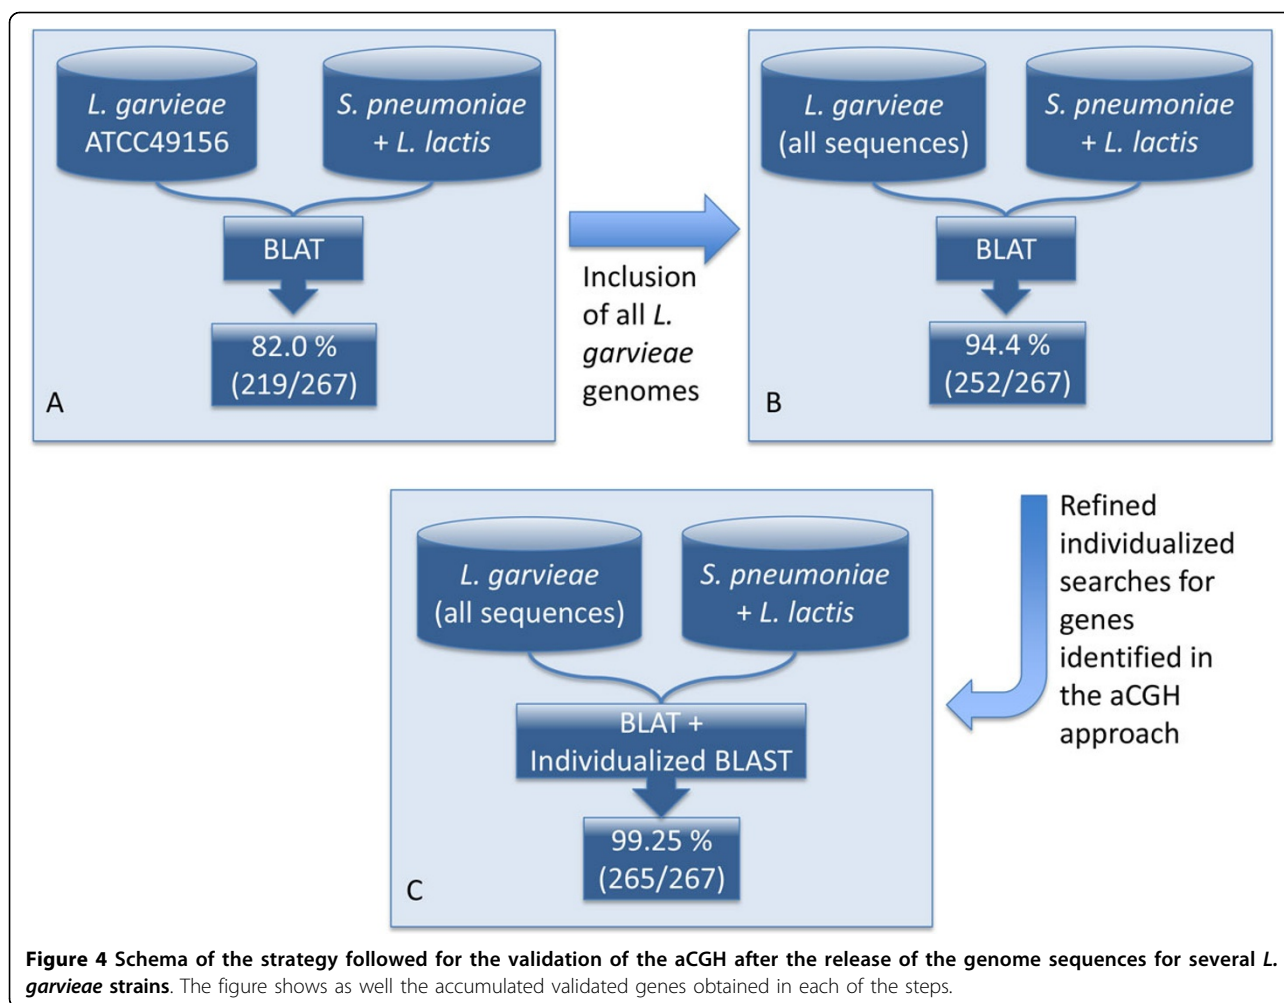 L. garvieae
ATCC49156
S. pneumoniae
+ L. lactis
BLAT
82.0 %
(219/267)
A
Inclusion
of all L.
garvieae
genomes
L. garvieae
(all sequences)
S. pneumoniae
+ L. lactis
BLAT
94.4 %
(252/267)
B
Refined
individualized
searches for
genes
identified in
the aCGH
approach
L. garvieae
(all sequences)
S. pneumoniae
+ L. lactis
BLAT +
Individualized BLAST
99.25 %
(265/267)
C
Figure 4 Schema of the strategy followed for the validation of the aCGH after the release of the genome sequences for several L.
garvieae strains. The figure shows as well the accumulated validated genes obtained in each of the steps.